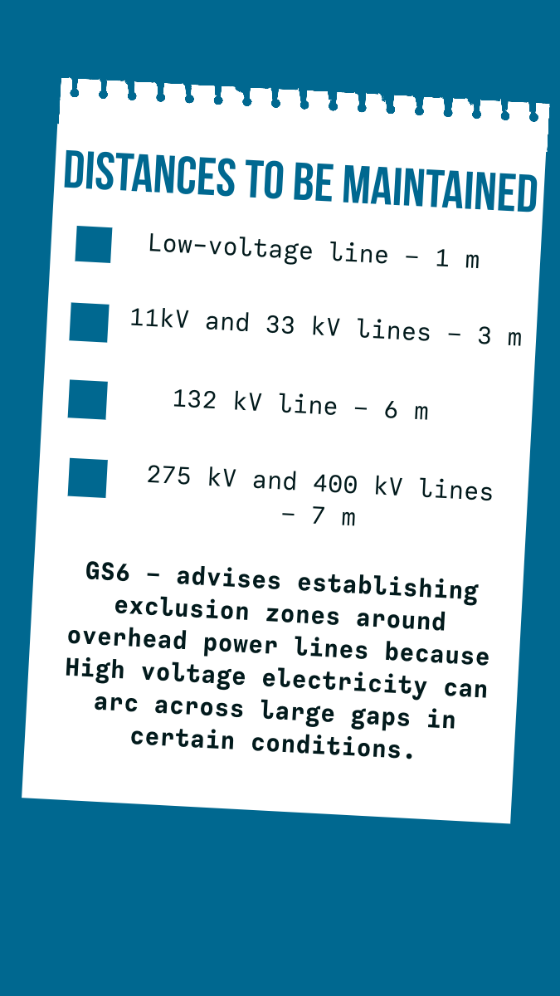 DISTANCES TO BE MAINTAINED
Low-voltage line – 1 m
11kV and 33 kV lines – 3 m
132 kV line – 6 m
275 kV and 400 kV lines
– 7 m
GS6 – advises establishing
exclusion zones around
overhead power lines because
High voltage electricity can
arc across large gaps in
certain conditions.